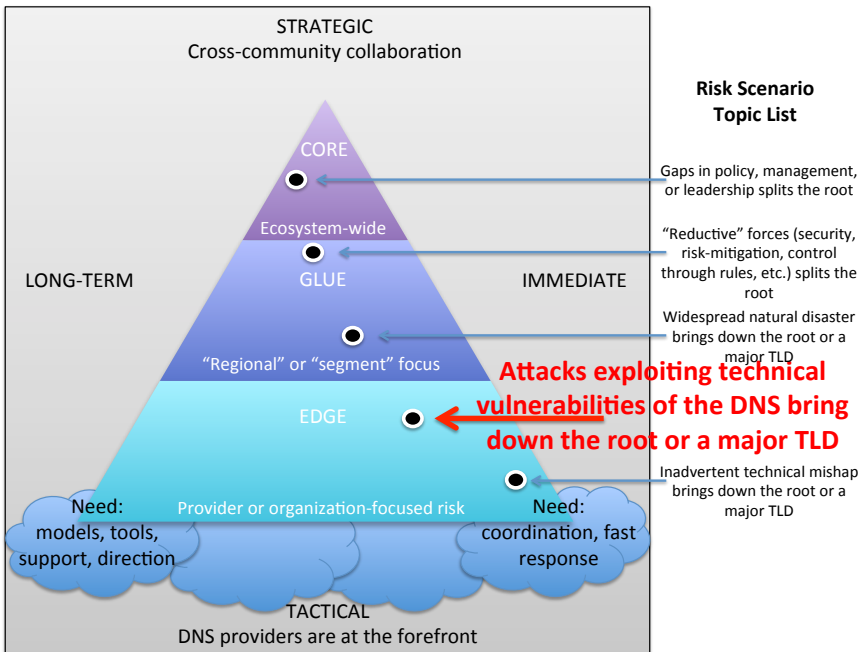 STRATEGIC
Cross-community collaboration
Risk Scenario
Topic List
CORE
Gaps in policy, management,
or leadership splits the root
Ecosystem-wide
“Reductive” forces (security,
risk-mitigation, control
through rules, etc.) splits the
root
LONG-TERM
GLUE
IMMEDIATE
Widespread natural disaster
brings down the root or a
major TLD
“Regional” or “segment” focus
Attacks exploiting technical
vulnerabilities of the DNS bring
down the root or a major TLD
EDGE
Inadvertent technical mishap
brings down the root or a
major TLD
Provider or organization-focused risk
Need:
models, tools,
support, direction
Need:
coordination, fast
response
TACTICAL
DNS providers are at the forefront